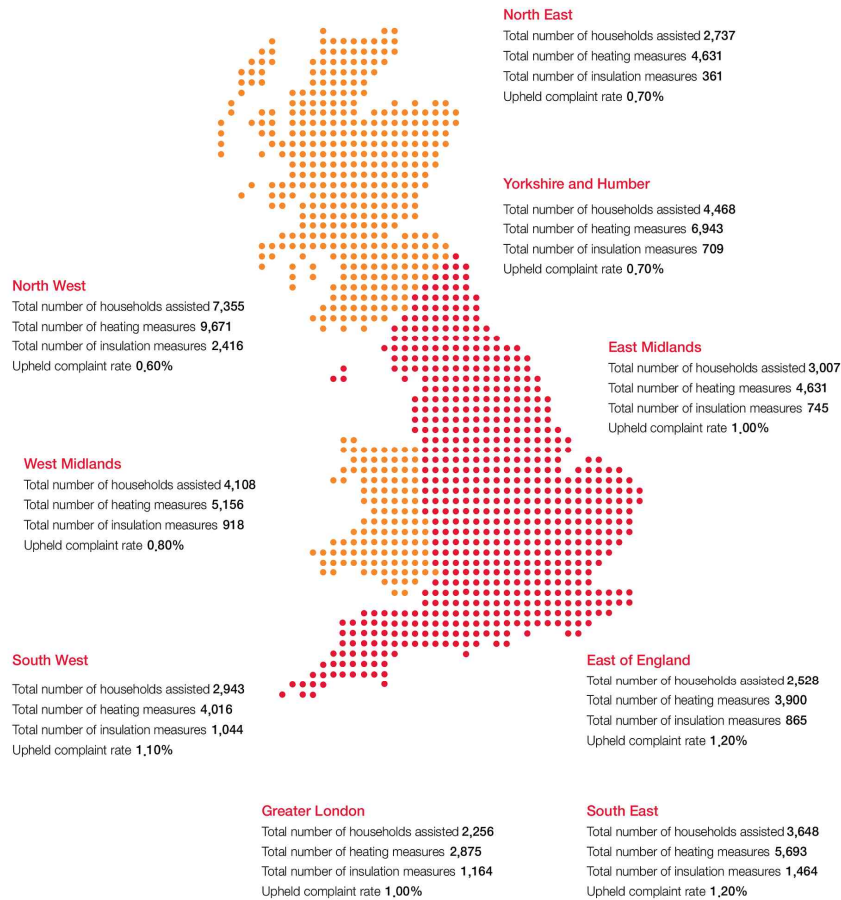 North East
Total number of households assisted 2,737
Total number of heating measures 4,631
Total number of insulation measures 361
Upheld complaint rate 0.70%
Yorkshire and Humber
Total number of households assisted 4,468
Total number of heating measures 6,943
Total number of insulation measures 709
Upheld complaint rate 0.70%
North West
Total number of households assisted 7,355
Total number of heating measures 9,671
Total number of insulation measures 2,416
Upheld complaint rate 0.60%
East Midlands
Total number of households assisted 3,007
Total number of heating measures 4,631
Total number of insulation measures 745
Upheld complaint rate 1.00%
West Midlands
Total number of households assisted 4,108
Total number of heating measures 5,156
Total number of insulation measures 918
Upheld complaint rate 0.80%
South West
Total number of households assisted 2,943
Total number of heating measures 4,016
Total number of insulation measures 1,044
Upheld complaint rate 1.10%
East of England
Total number of households assisted 2,528
Total number of heating measures 3,900
Total number of insulation measures 865
Upheld complaint rate 1.20%
Greater London
Total number of households assisted 2,256
Total number of heating measures 2,875
Total number of insulation measures 1,164
Upheld complaint rate 1.00%
South East
Total number of households assisted 3,648
Total number of heating measures 5,693
Total number of insulation measures 1,464
Upheld complaint rate 1.20%